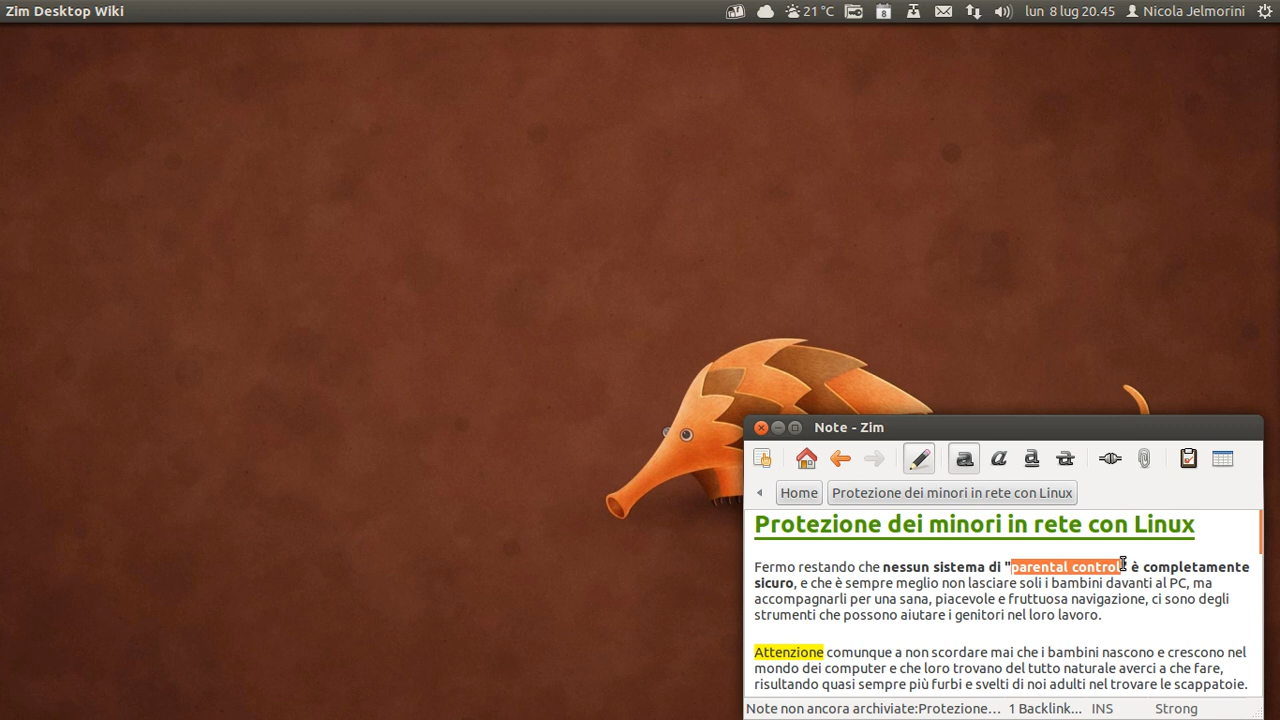 Zim Desktop Wiki
21 °C
8
lun 8 lug 20.45
Nicola Jelmorini
Note - Zim
a a a a
Home
Protezione dei minori in rete con Linux
Protezione dei minori in rete con Linux
Fermo restando che nessun sistema di "parental control" è completamente
sicuro, e che è sempre meglio non lasciare soli i bambini davanti al PC, ma
accompagnarli per una sana, piacevole e fruttuosa navigazione, ci sono degli
strumenti che possono aiutare i genitori nel loro lavoro.
Attenzione comunque a non scordare mai che i bambini nascono e crescono nel
mondo dei computer e che loro trovano del tutto naturale averci a che fare,
risultando quasi sempre più furbi e svelti di noi adulti nel trovare le scappatoie.
Note non ancora archiviate:Protezione... 1 Backlink... INS Strong